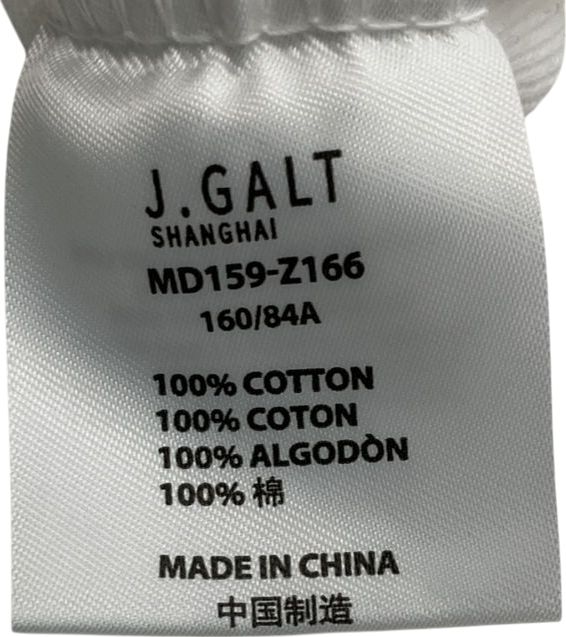 J.GALT
SHANGHAI
MD159-Z166
160/84A
100% COTTON
100% COTON
100% ALGODÒN
100% 棉
MADE IN CHINA
中国制造